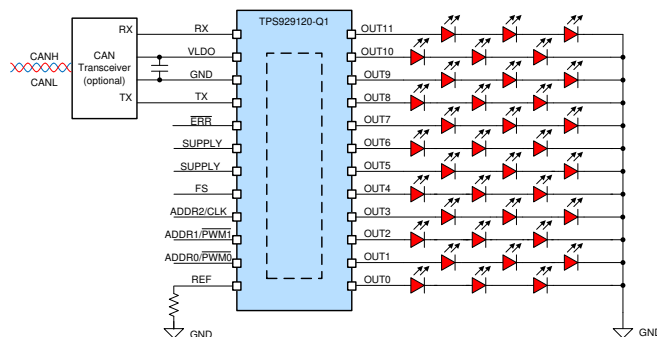 TPS929120-Q1
RX
RX
OUT11
CANH
CAN
VLDO
OUT10
Transceiver
CANL
(optional)
GND
OUT9
TX
TX
OUT8
ERR
OUT7
SUPPLY
OUT6
SUPPLY
OUT5
FS
OUT4
ADDR2/CLK
OUT3
ADDR1/PWM1
OUT2
ADDR0/PWM0
OUT1
REF
OUT0
GND
GND